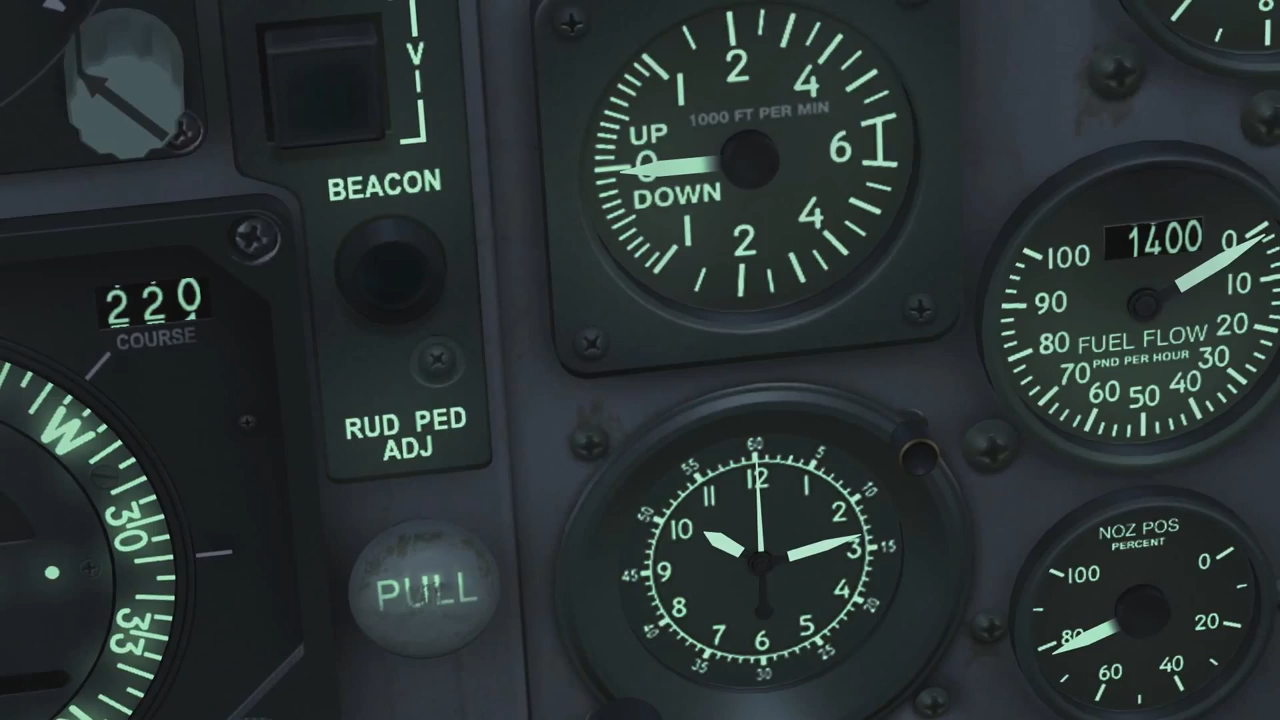 V
BEACON
220
COURSE
W
30
33
RUD PED
ADJ
PULL
1 2 4
1000 FT PER MIN
UP
0
DOWN
6
1 2 4
60 5 10 15 20 25 30 35 40 45 50 55
12 1 2 3 4 5 6 7 8 9 10 11
8
1400
100 0
90 10
80 FUEL FLOW 20
PND PER HOUR
70 60 50 40 30
NOZ POS
PERCENT
100 0
80 20
60 40